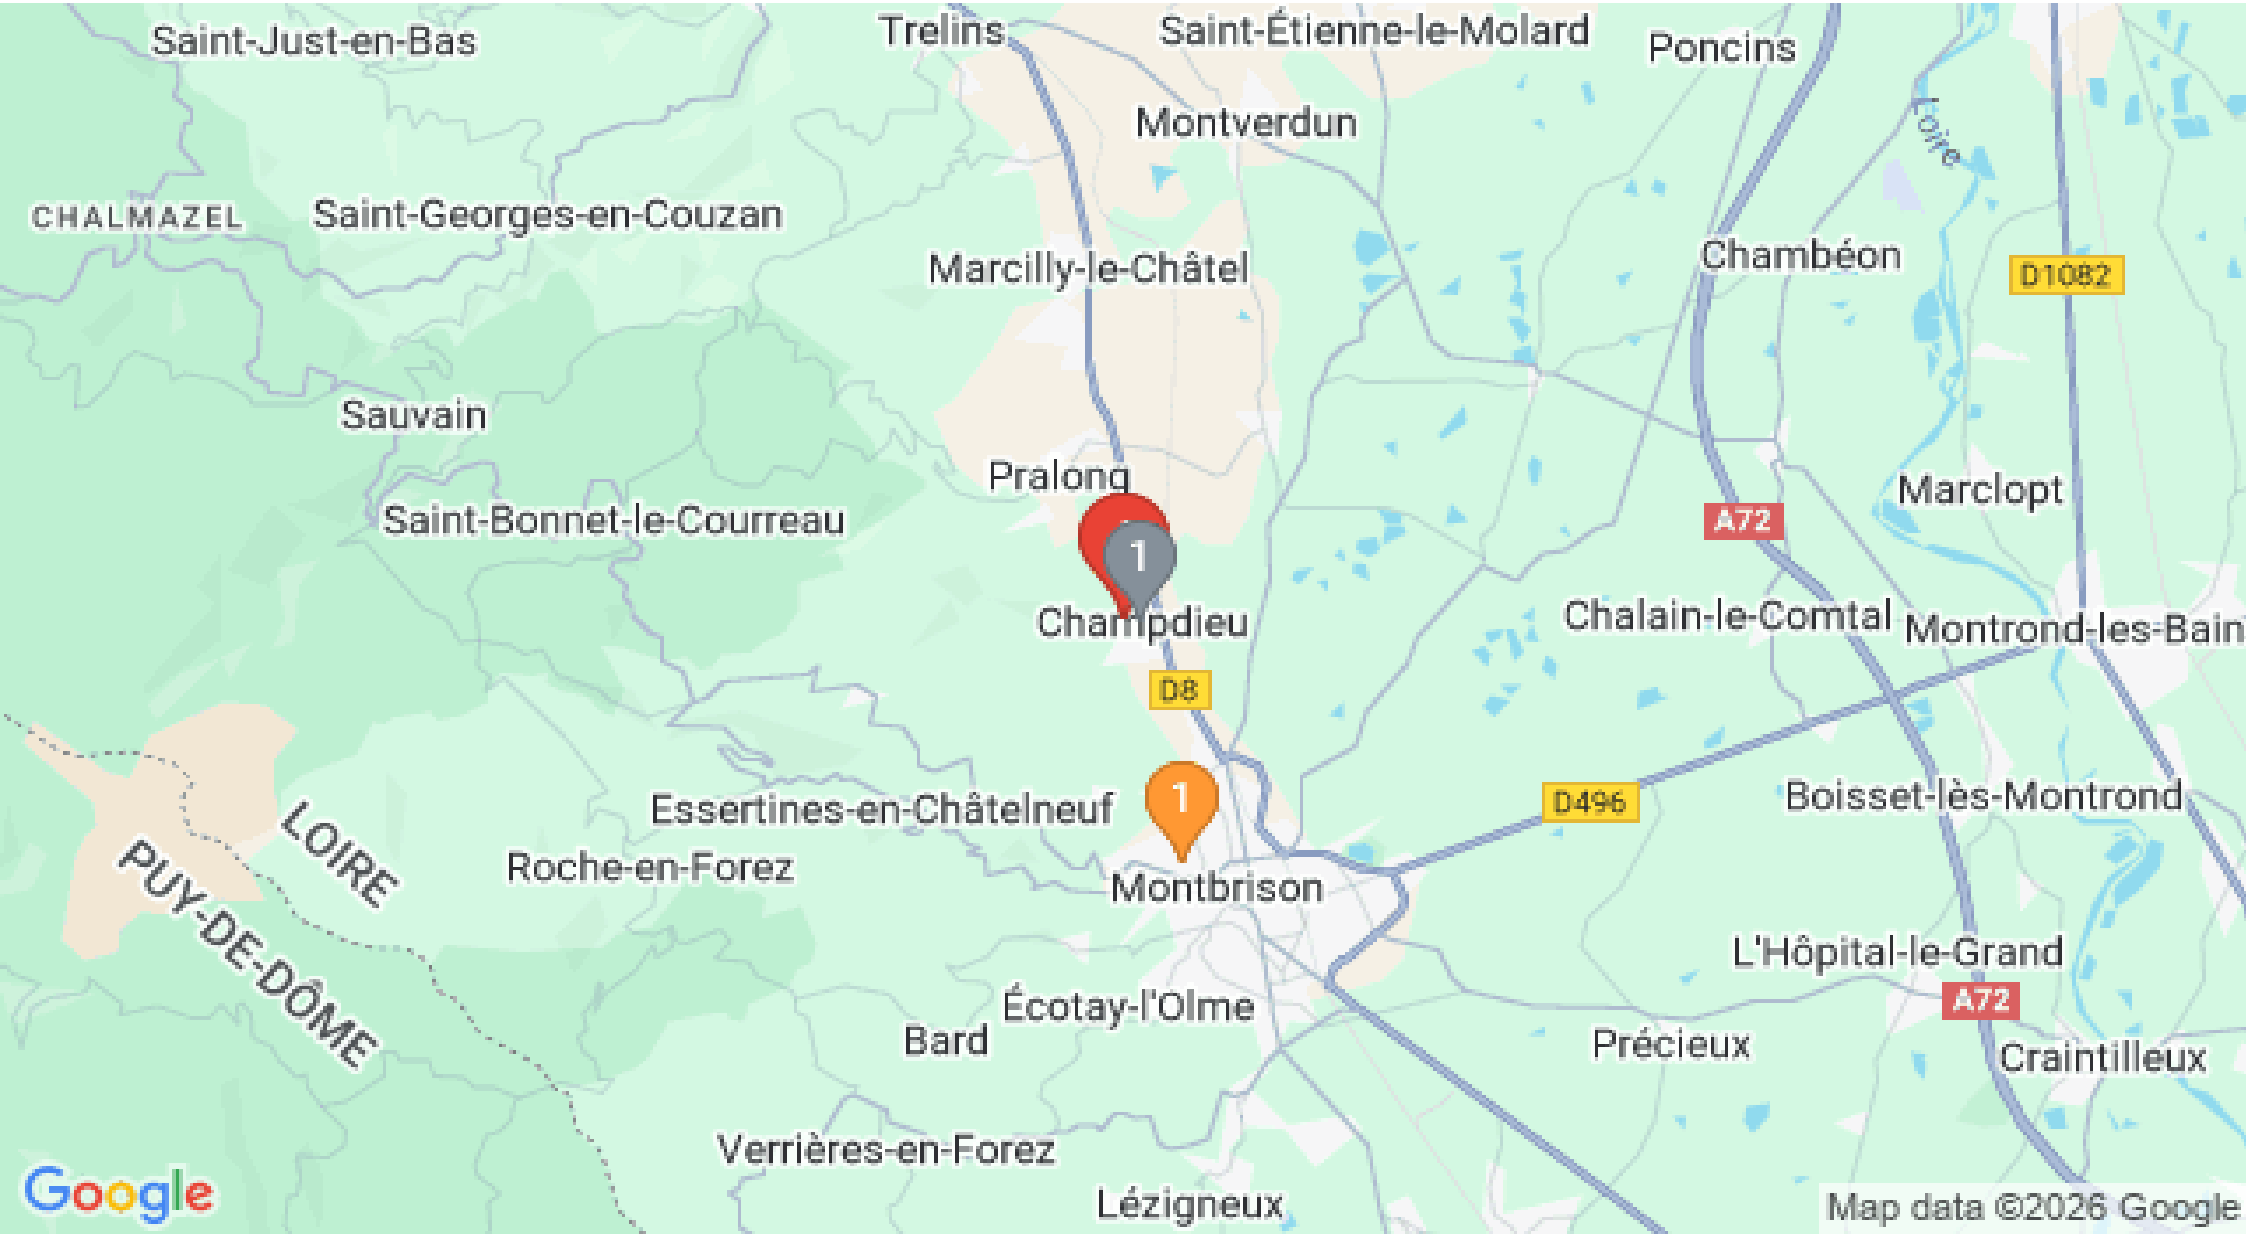 Saint-Just-en-Bas
Trelins
Saint-Étienne-le-Molard
Poncins
Montverdun
Loire
CHALMAZEL
Saint-Georges-en-Couzan
Marcilly-le-Châtel
Chambéon
D1082
Sauvain
Pralong
Saint-Bonnet-le-Courreau
Marclopt
A72
1
Champdieu
Chalain-le-Comtal
Montrond-les-Bain
D8
1
Essertines-en-Châtelneuf
D496
Boisset-lès-Montrond
LOIRE
PUY-DE-DÔME
Roche-en-Forez
Montbrison
L'Hôpital-le-Grand
A72
Écotay-l'Olme
Bard
Précieux
Craintilleux
Verrières-en-Forez
Lézigneux
Google
Map data ©2026 Google